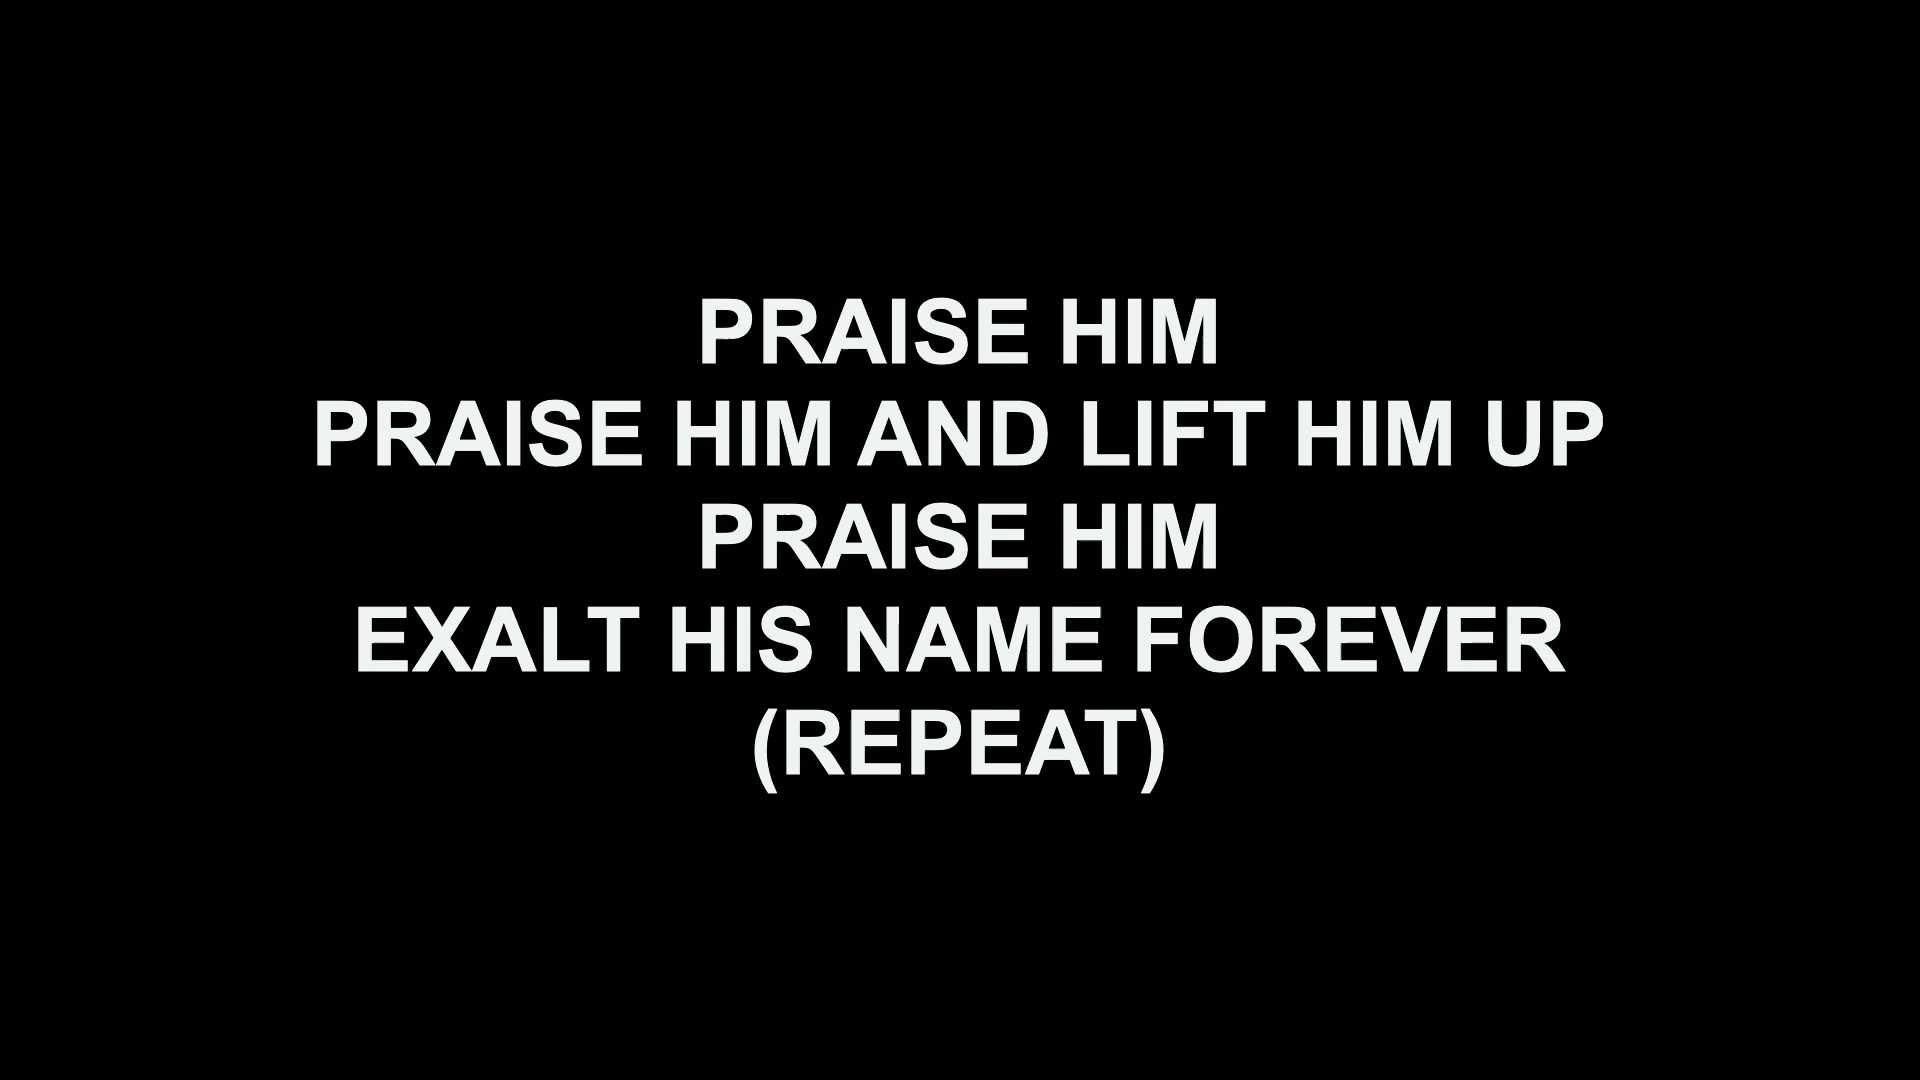 PRAISE HIM
PRAISE HIM AND LIFT HIM UP
PRAISE HIM
EXALT HIS NAME FOREVER
(REPEAT)